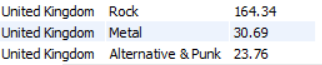 United Kingdom Rock 164.34
United Kingdom Metal 30.69
United Kingdom Alternative & Punk 23.76